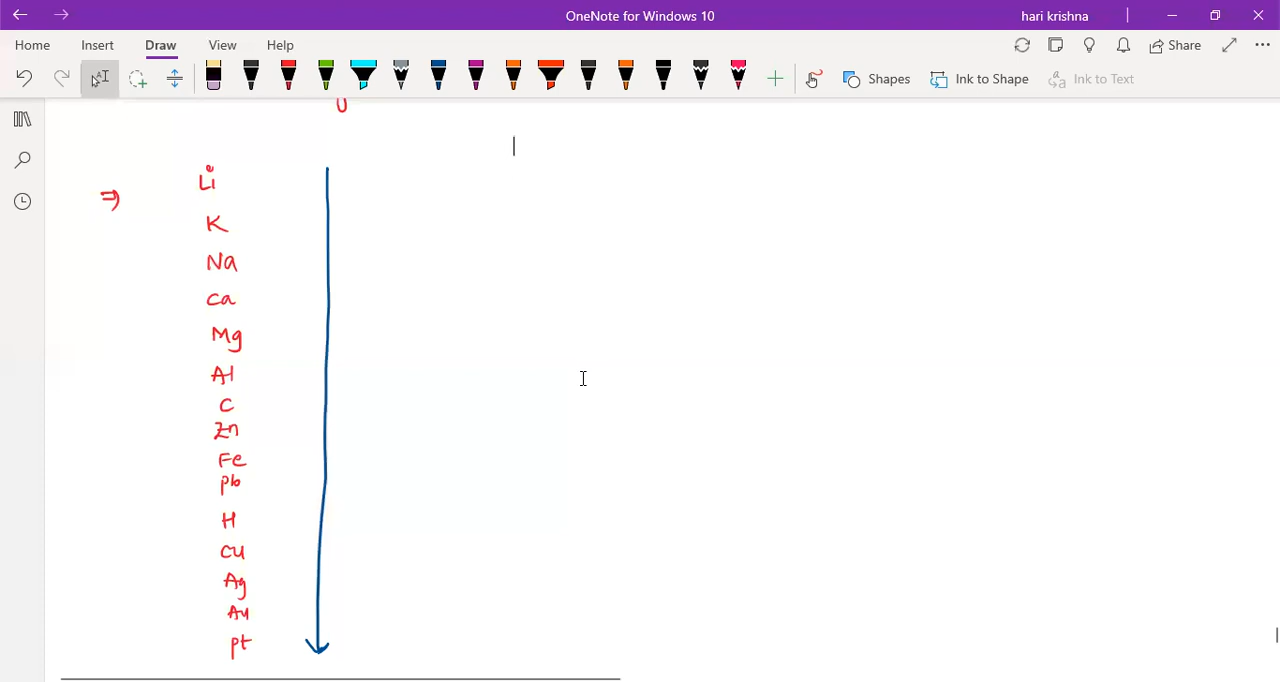 OneNote for Windows 10
hari krishna
Home Insert Draw View Help
Share
Shapes Ink to Shape Ink to Text
⇒ Li
K
Na
Ca
Mg
Al
C
Zn
Fe
Pb
H
Cu
Ag
Au
pt